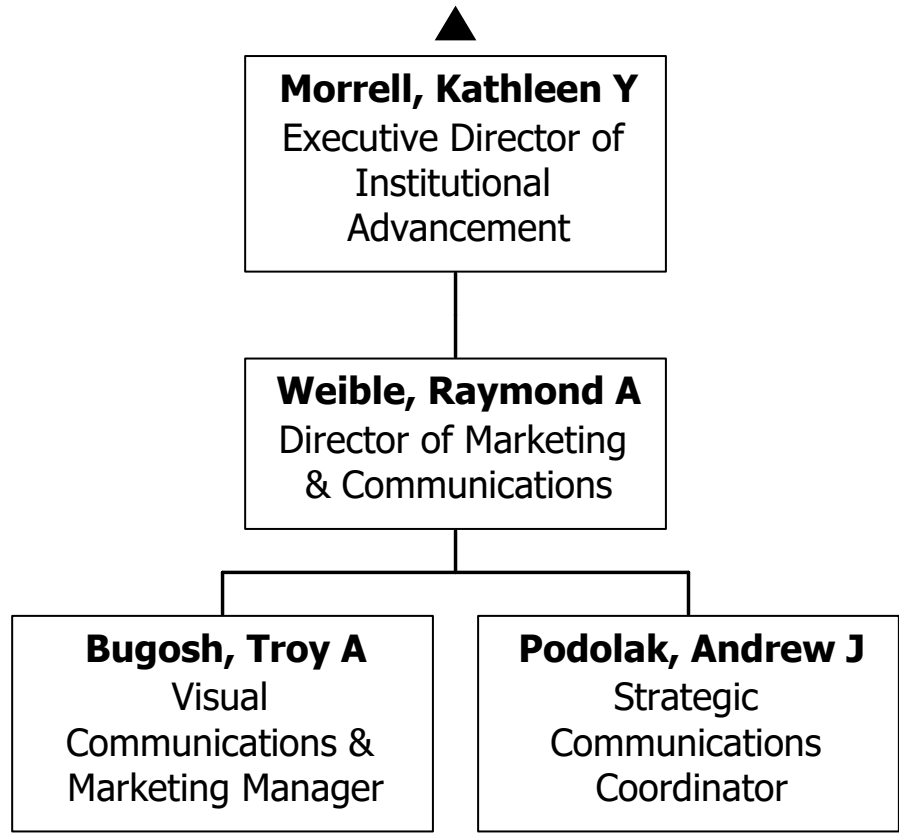 Morrell, Kathleen Y
Executive Director of
Institutional
Advancement
Weible, Raymond A
Director of Marketing
& Communications
Bugosh, Troy A
Visual
Communications &
Marketing Manager
Podolak, Andrew J
Strategic
Communications
Coordinator